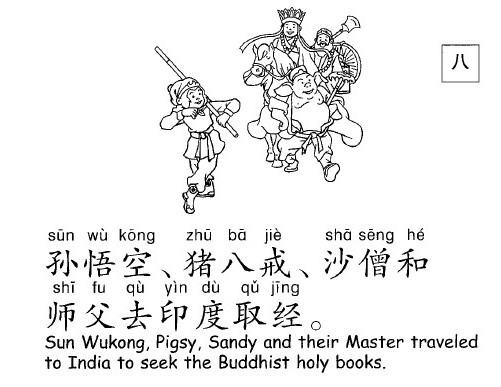 八
sūn wù kōng zhū bā jiè shā sēng hé
孙悟空、猪八戒、沙僧和
shī fu qù yìn dù qǔ jīng
师父去印度取经。
Sun Wukong, Pigsy, Sandy and their Master traveled
to India to seek the Buddhist holy books.